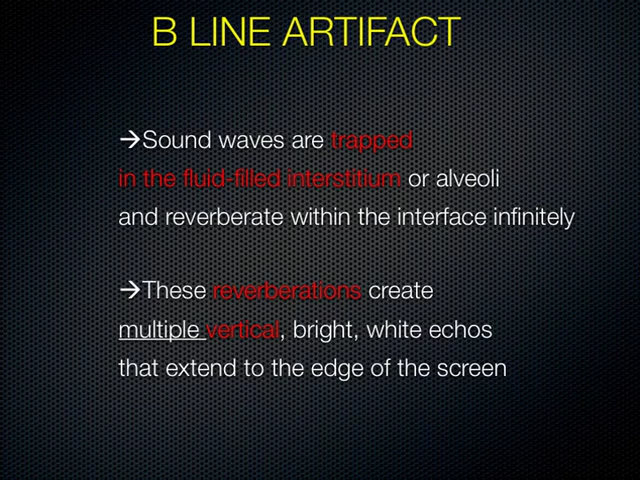 B LINE ARTIFACT
→Sound waves are trapped
in the fluid-filled interstitium or alveoli
and reverberate within the interface infinitely
→These reverberations create
multiple vertical, bright, white echos
that extend to the edge of the screen